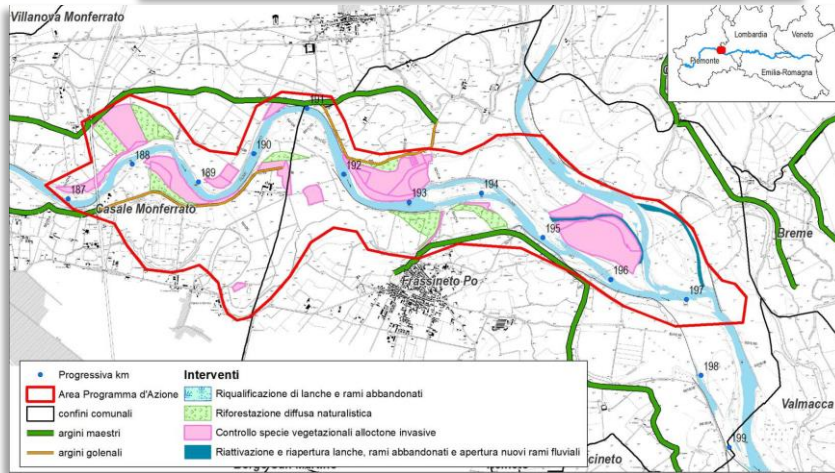 Villanova Monferrato
Lombardia
Veneto
Piemonte
Emilia-Romagna
191
190
188
189
187
192
193
194
195
196
197
198
199
Casale Monferrato
Frassineto Po
Breme
Valmacca
Progressiva km
Area Programma d'Azione
confini comunali
argini maestri
argini golenali
Interventi
Riqualificazione di lanche e rami abbandonati
Riforestazione diffusa naturalistica
Controllo specie vegetazionali alloctone invasive
Riattivazione e riapertura lanche, rami abbandonati e apertura nuovi rami fluviali